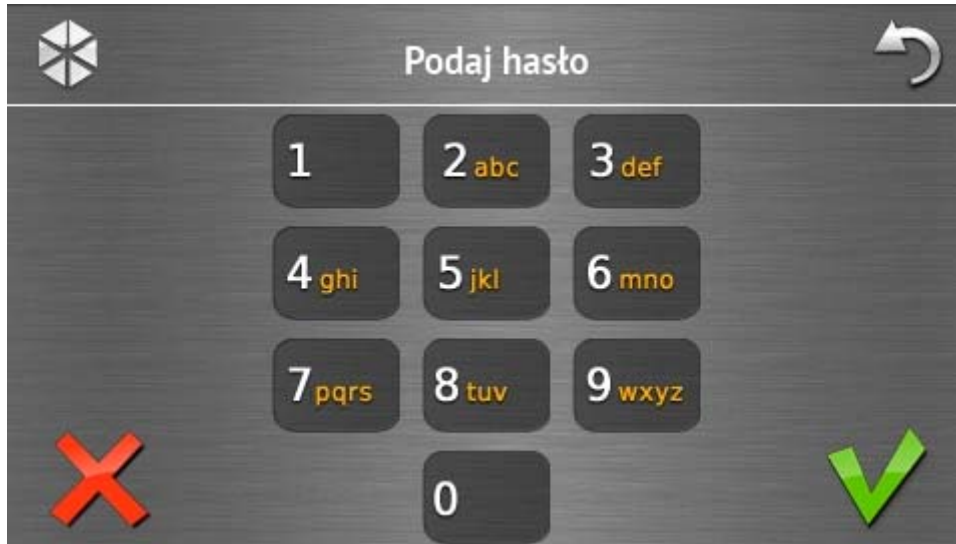 Podaj hasło
1 2 abc 3 def
4 ghi 5 jkl 6 mno
7 pqrs 8 tuv 9 wxyz
0